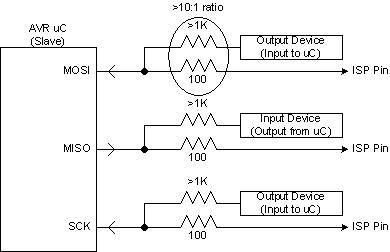 >10:1 ratio
AVR uC
(Slave)
>1K
Output Device
(Input to uC)
MOSI
100
ISP Pin
>1K
Input Device
(Output from uC)
MISO
100
ISP Pin
>1K
Output Device
(Input to uC)
SCK
100
ISP Pin